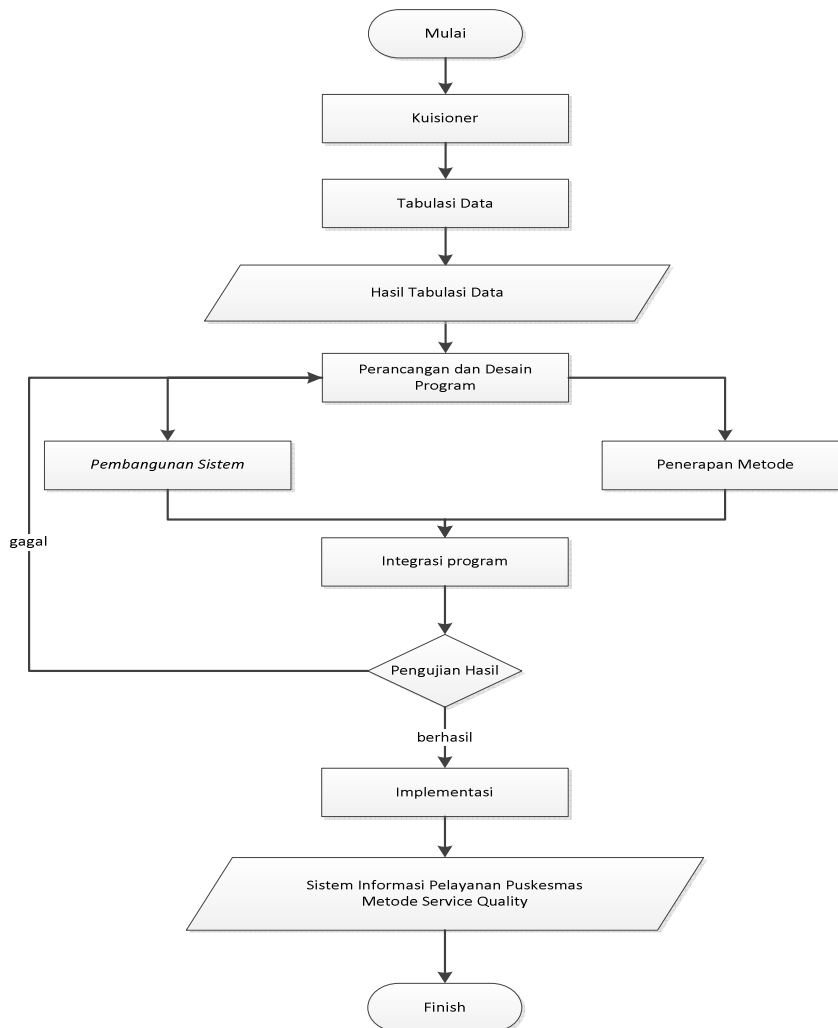 Mulai
Kuisioner
Tabulasi Data
Hasil Tabulasi Data
Perancangan dan Desain
Program
Pembangunan Sistem
Penerapan Metode
gagal
Integrasi program
Pengujian Hasil
berhasil
Implementasi
Sistem Informasi Pelayanan Puskesmas
Metode Service Quality
Finish